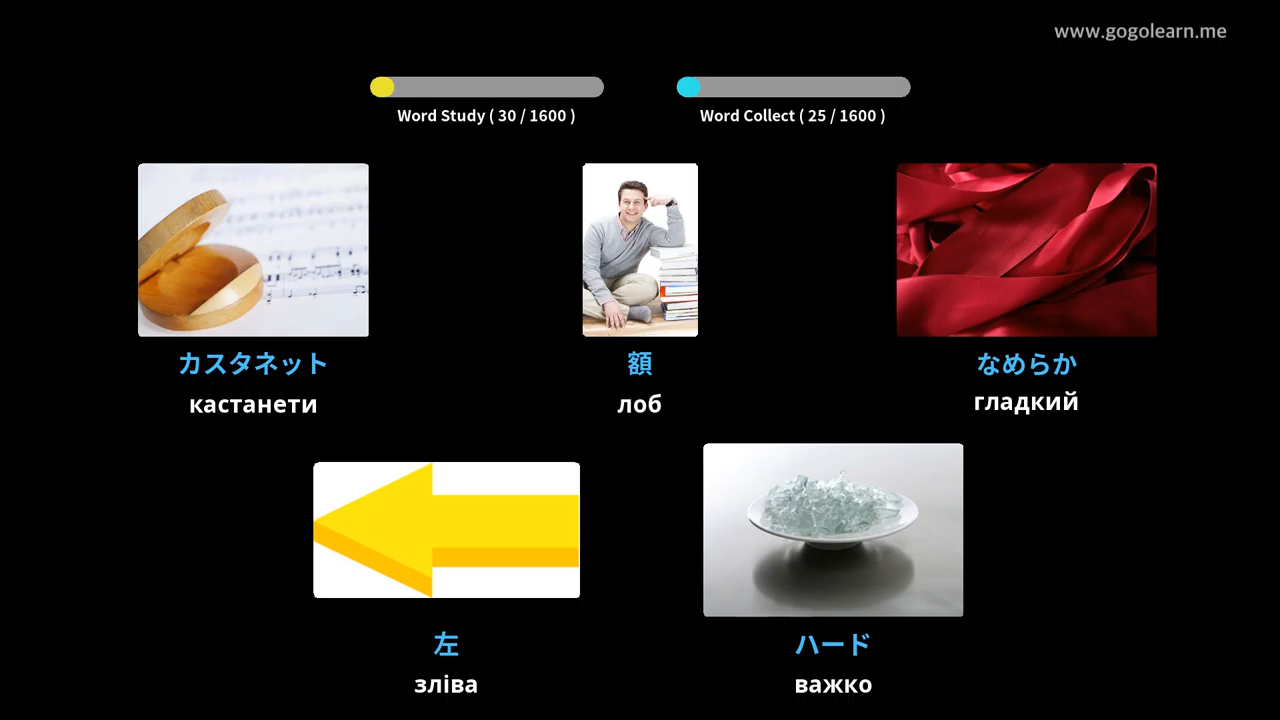 www.gogolearn.me
Word Study ( 30 / 1600 )
Word Collect ( 25 / 1600 )
カスタネット
кастанети
額
лоб
なめらか
гладкий
左
зліва
ハード
важко